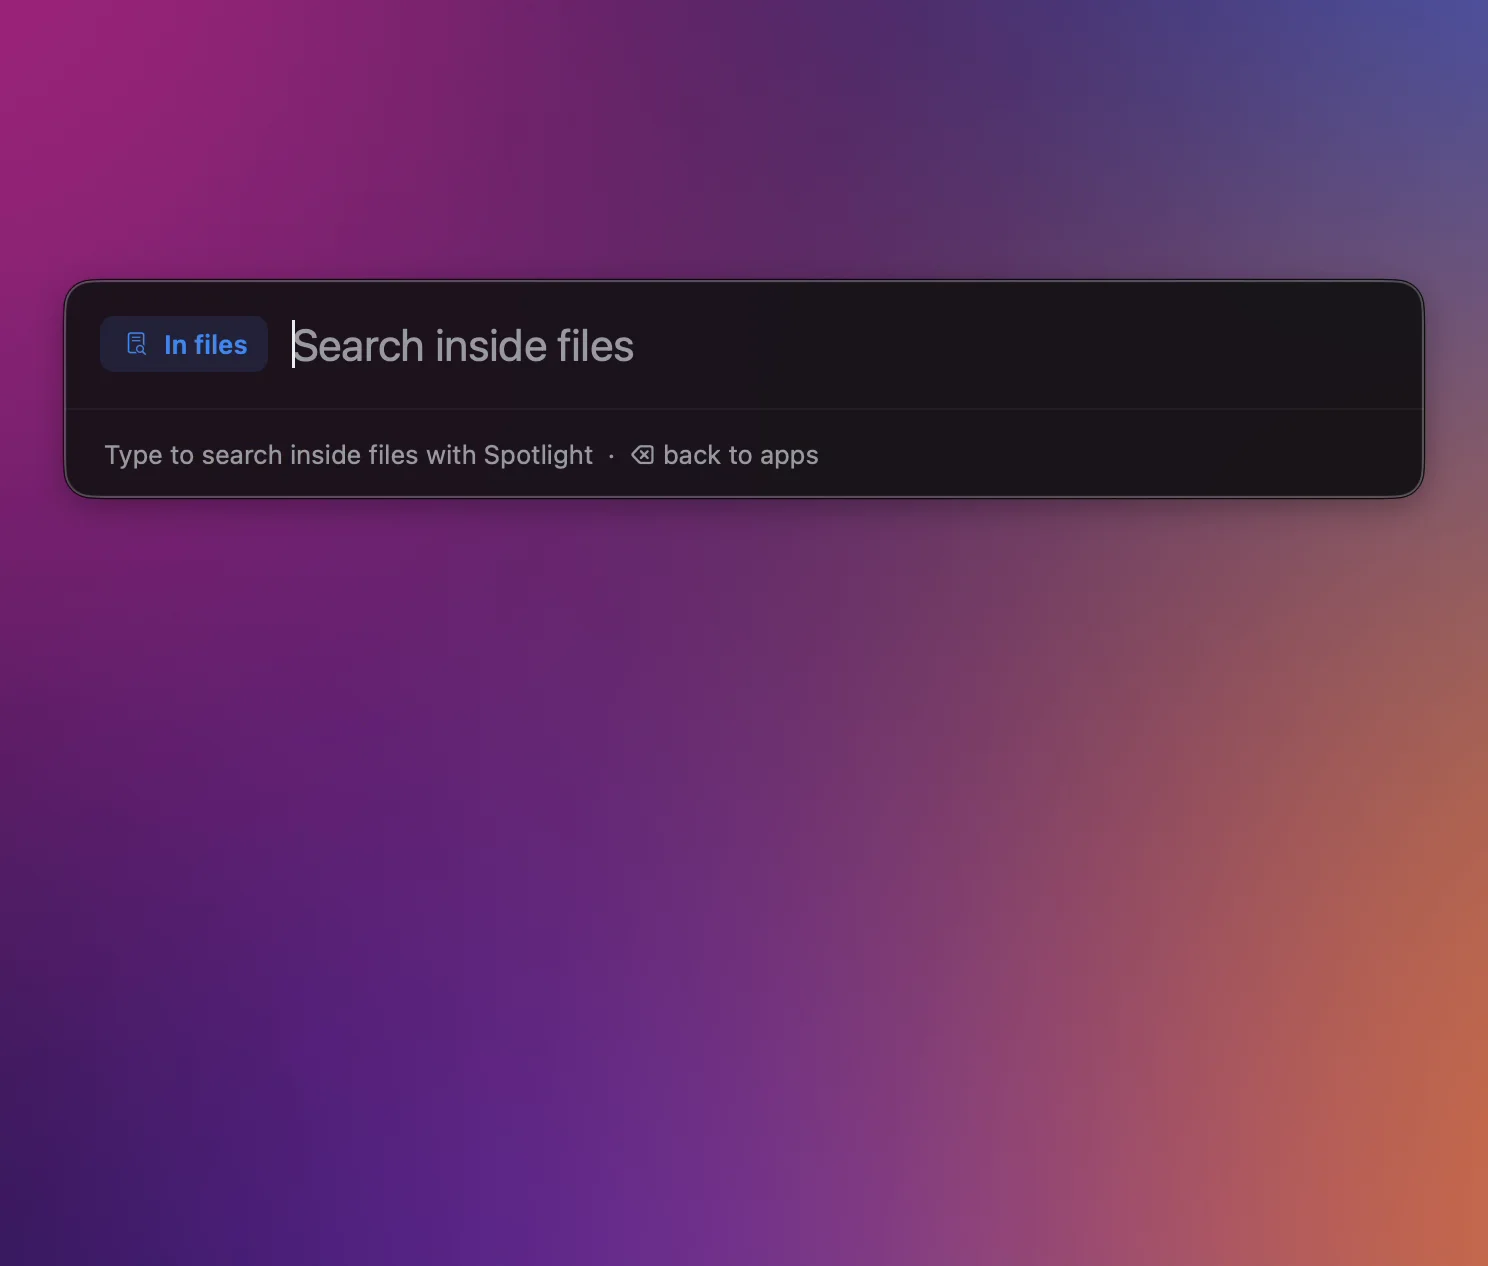 In files Search inside files
Type to search inside files with Spotlight · ⌫ back to apps